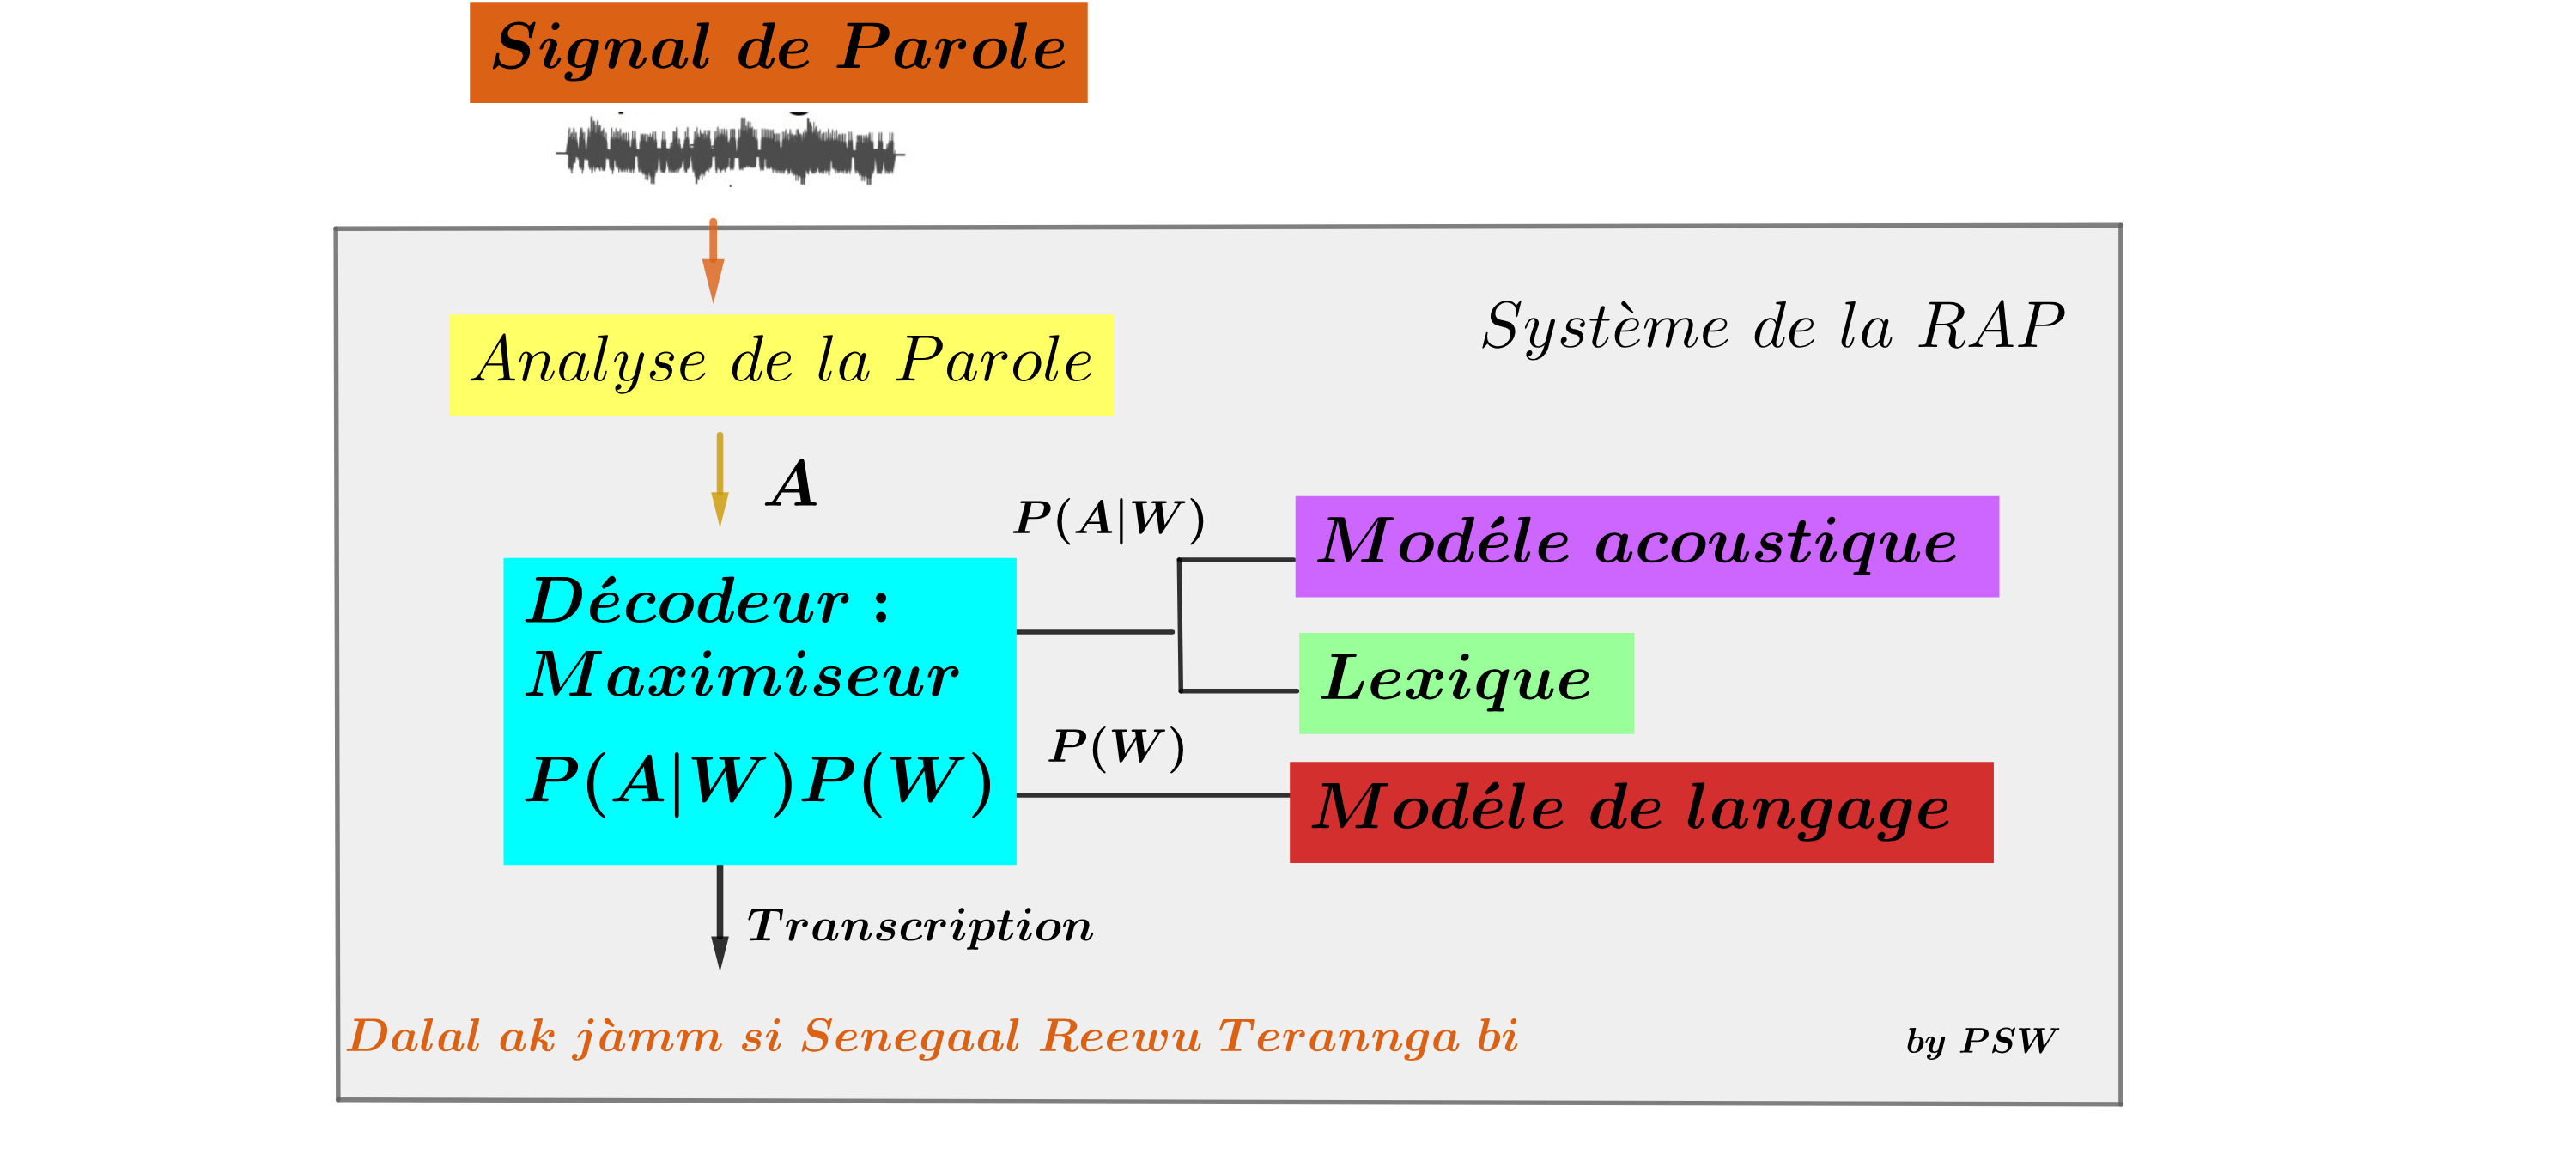 Signal de Parole
Système de la RAP
Analyse de la Parole
A
P(A|W)
Modéle acoustique
Décodeur :
Maximiseur
P(A|W)P(W)
Lexique
P(W)
Modéle de langage
Transcription
Dalal ak jàmm si Senegaal Reewu Terannga bi
by PSW